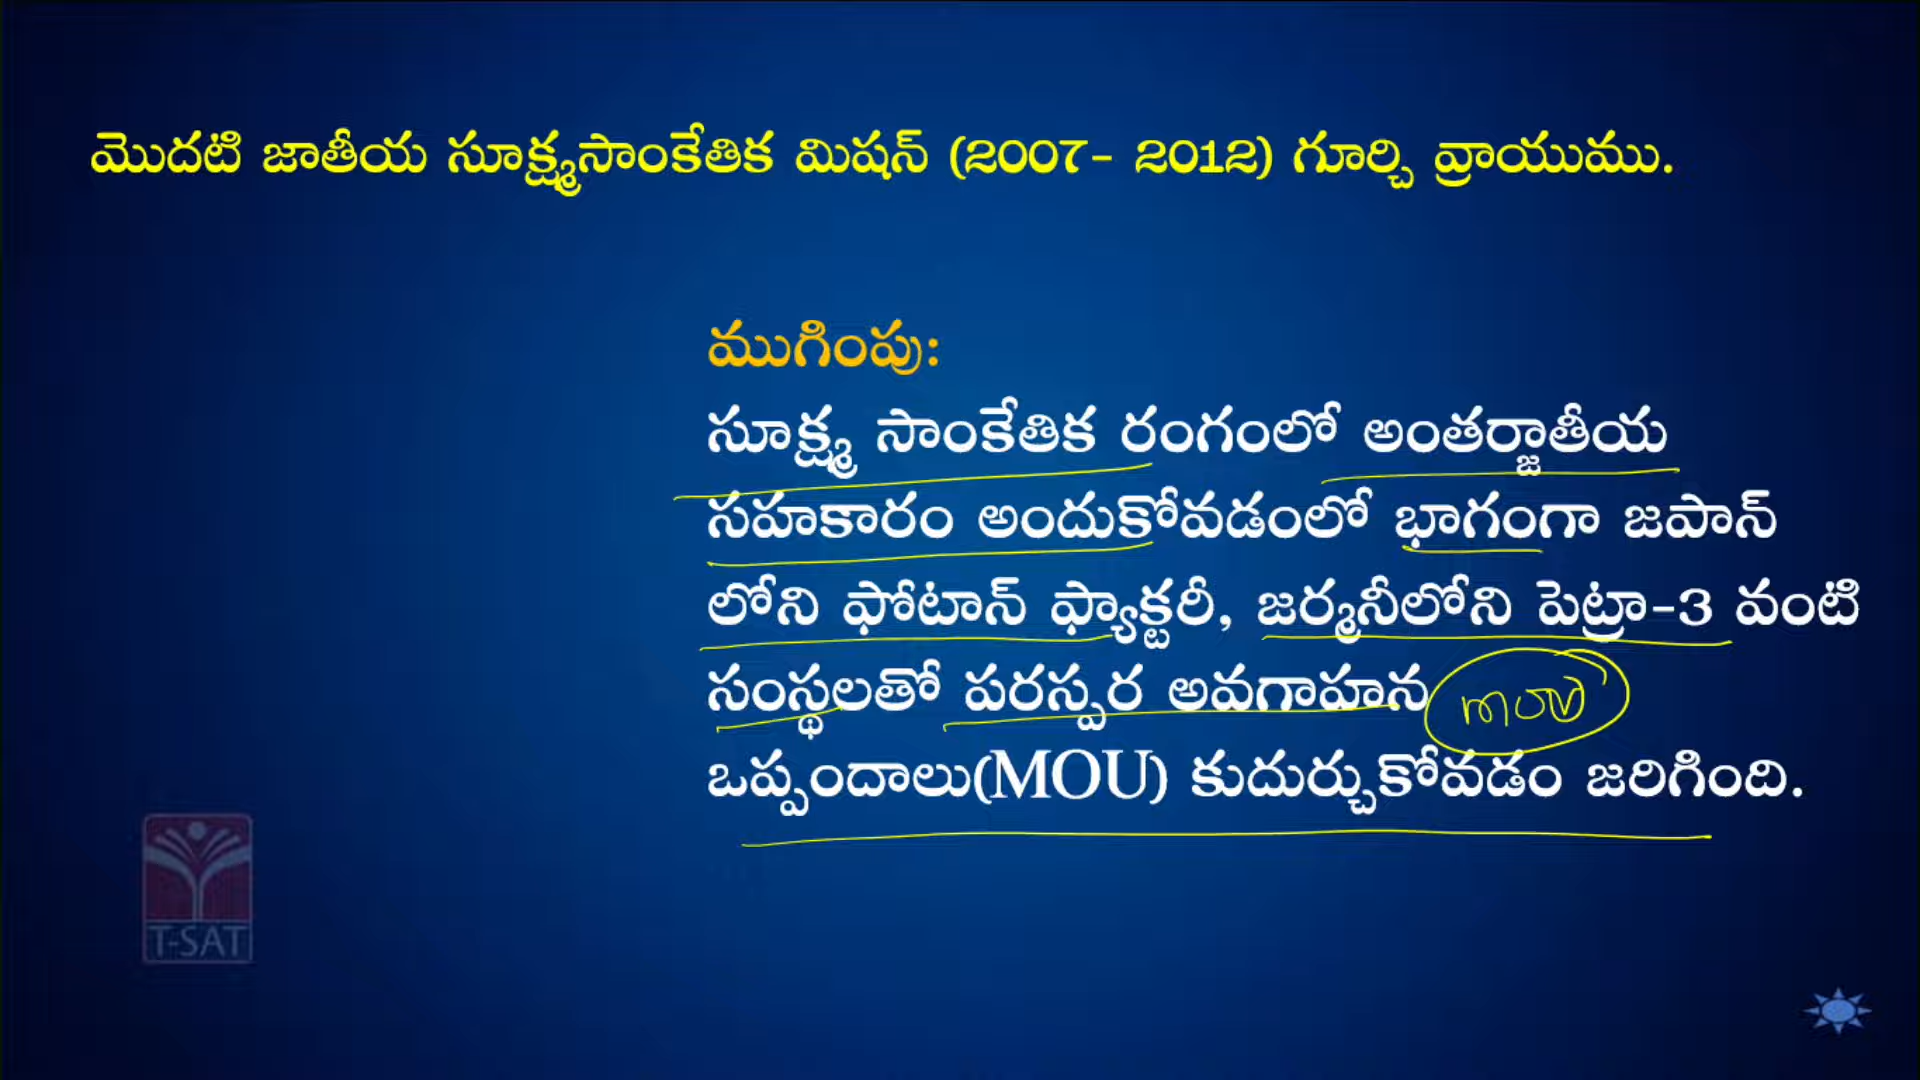 మొదటి జాతీయ సూక్ష్మసాంకేతిక మిషన్ (2007- 2012) గూర్చి వ్రాయుము.
ముగింపు:
సూక్ష్మ సాంకేతిక రంగంలో అంతర్జాతీయ
సహకారం అందుకోవడంలో భాగంగా జపాన్
లోని ఫోటాన్ ఫ్యాక్టరీ, జర్మనీలోని పెట్రా-3 వంటి
సంస్థలతో పరస్పర అవగాహన
mou
ఒప్పందాలు(MOU) కుదుర్చుకోవడం జరిగింది.
T-SAT